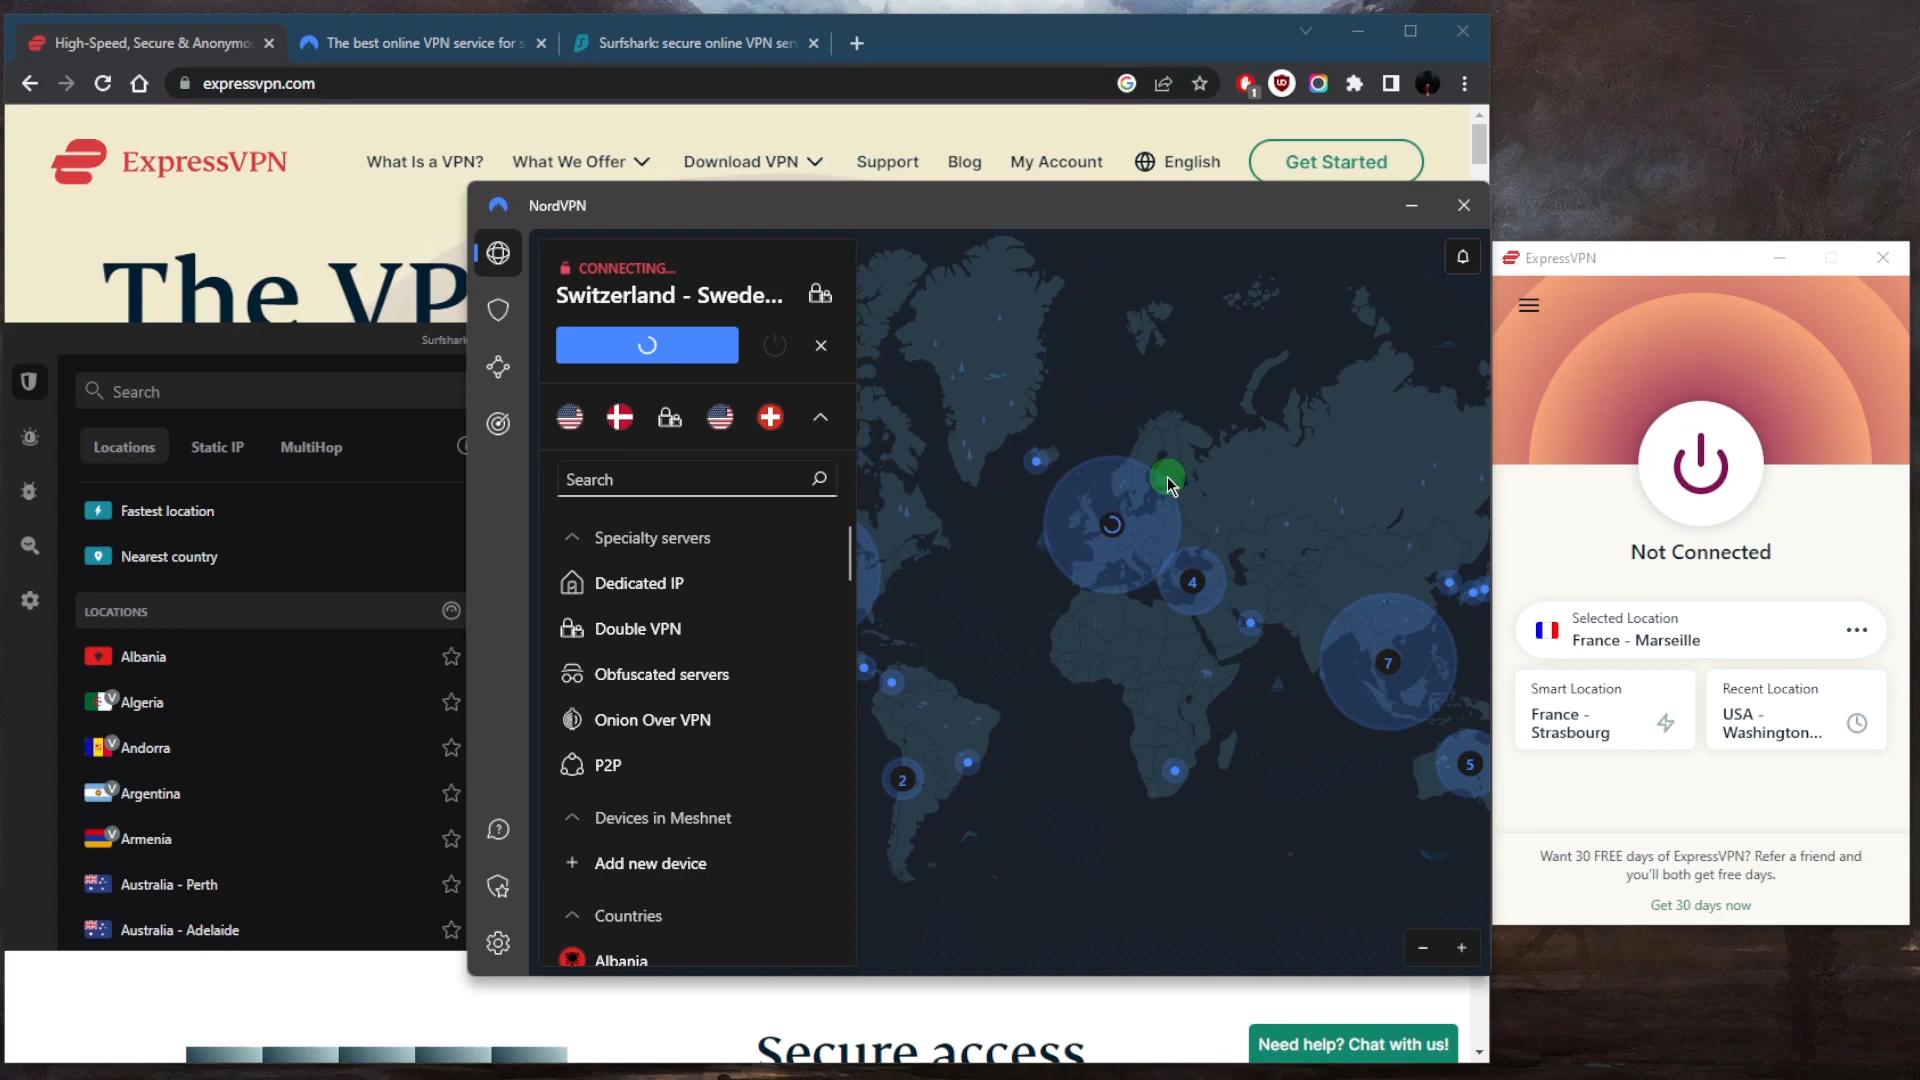 High-Speed, Secure & Anonymo
The best online VPN service for s
Surfshark: secure online VPN ser
expressvpn.com
1
ExpressVPN
What Is a VPN?
What We Offer
Download VPN
Support
Blog
My Account
English
Get Started
The VP
NordVPN
CONNECTING...
Switzerland - Swede...
Search
Specialty servers
Dedicated IP
Double VPN
Obfuscated servers
Onion Over VPN
P2P
Devices in Meshnet
Add new device
Countries
Albania
4
7
2
5
Surfshark
Search
Locations
Static IP
MultiHop
Fastest location
Nearest country
LOCATIONS
Albania
V
Algeria
V
Andorra
V
Argentina
V
Armenia
Australia - Perth
Australia - Adelaide
ExpressVPN
Not Connected
Selected Location
France - Marseille
Smart Location
France -
Strasbourg
Recent Location
USA -
Washington...
Want 30 FREE days of ExpressVPN? Refer a friend and
you'll both get free days.
Get 30 days now
Secure access
Need help? Chat with us!